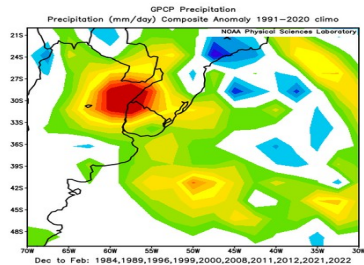 GPCP Precipitation
Precipitation (mm/day) Composite Anomaly 1991–2020 climo
NOAA Physical Sciences Laboratory
21S
24S
27S
30S
33S
36S
39S
42S
45S
48S
70W 65W 60W 55W 50W 45W 40W 35W 30W
Dec to Feb: 1984,1989,1996,1999,2000,2008,2011,2012,2021,2022